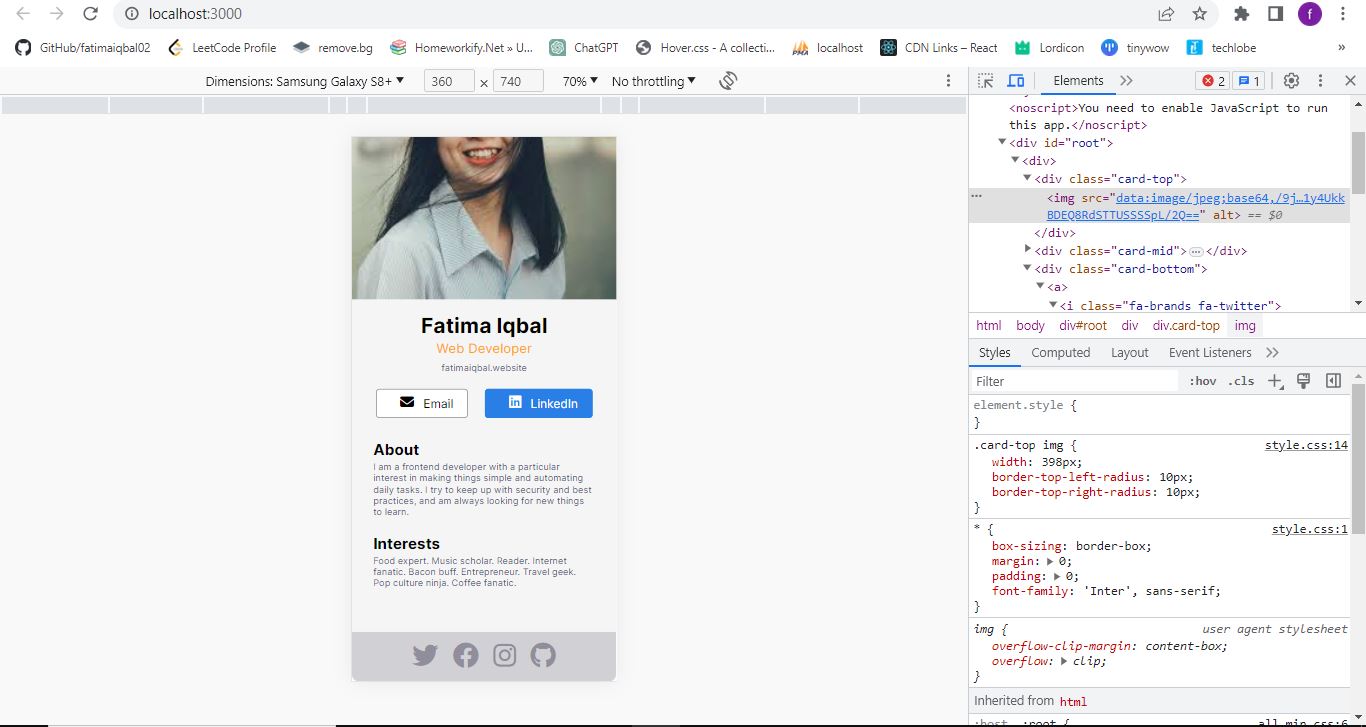 localhost:3000
f
GitHub/fatimaiqbal02
LeetCode Profile
remove.bg
Homeworkify.Net » U...
ChatGPT
Hover.css - A collecti...
localhost
CDN Links – React
Lordicon
tinywow
techlobe
»
Dimensions: Samsung Galaxy S8+ 360 × 740 70% No throttling
Fatima Iqbal
Web Developer
fatimaiqbal.website
Email
LinkedIn
About
I am a frontend developer with a particular
interest in making things simple and automating
daily tasks. I try to keep up with security and best
practices, and am always looking for new things
to learn.
Interests
Food expert. Music scholar. Reader. Internet
fanatic. Bacon buff. Entrepreneur. Travel geek.
Pop culture ninja. Coffee fanatic.
Elements
2
1
<noscript>You need to enable JavaScript to run
this app.</noscript>
<div id="root">
<div>
<div class="card-top">
<img src="data:image/jpeg;base64,/9j…1y4Ukk
BDEQ8RdSTTUSSSSpL/2Q==" alt> == $0
</div>
<div class="card-mid">…</div>
<div class="card-bottom">
<a>
<i class="fa-brands fa-twitter">
html body div#root div div.card-top img
Styles Computed Layout Event Listeners
Filter :hov .cls
element.style {
}
.card-top img { style.css:14
width: 398px;
border-top-left-radius: 10px;
border-top-right-radius: 10px;
}
* { style.css:1
box-sizing: border-box;
margin: 0;
padding: 0;
font-family: 'Inter', sans-serif;
}
img { user agent stylesheet
overflow-clip-margin: content-box;
overflow: clip;
}
Inherited from html
:host, :root { all.min.css:6